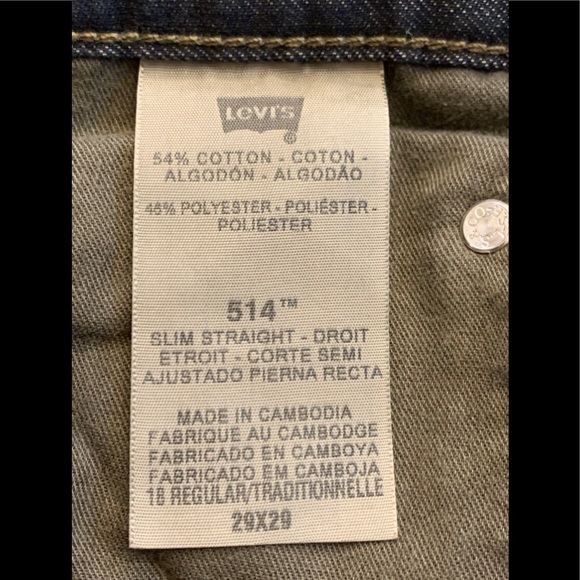 Levi's
®
54% COTTON - COTON -
ALGODÓN - ALGODÃO
46% POLYESTER - POLIÉSTER -
POLIESTER
514™
SLIM STRAIGHT - DROIT
ETROIT - CORTE SEMI
AJUSTADO PIERNA RECTA
MADE IN CAMBODIA
FABRIQUE AU CAMBODGE
FABRICADO EN CAMBOYA
FABRICADO EM CAMBOJA
18 REGULAR/TRADITIONNELLE
29X29